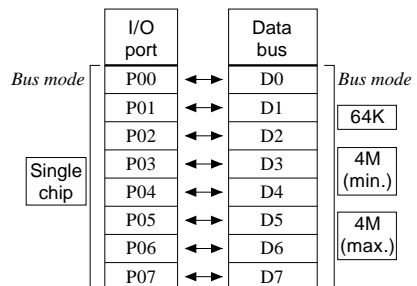 I/O port
Data bus
Bus mode
Bus mode
P00 D0
P01 D1
P02 D2
P03 D3
P04 D4
P05 D5
P06 D6
P07 D7
Single chip
64K
4M (min.)
4M (max.)